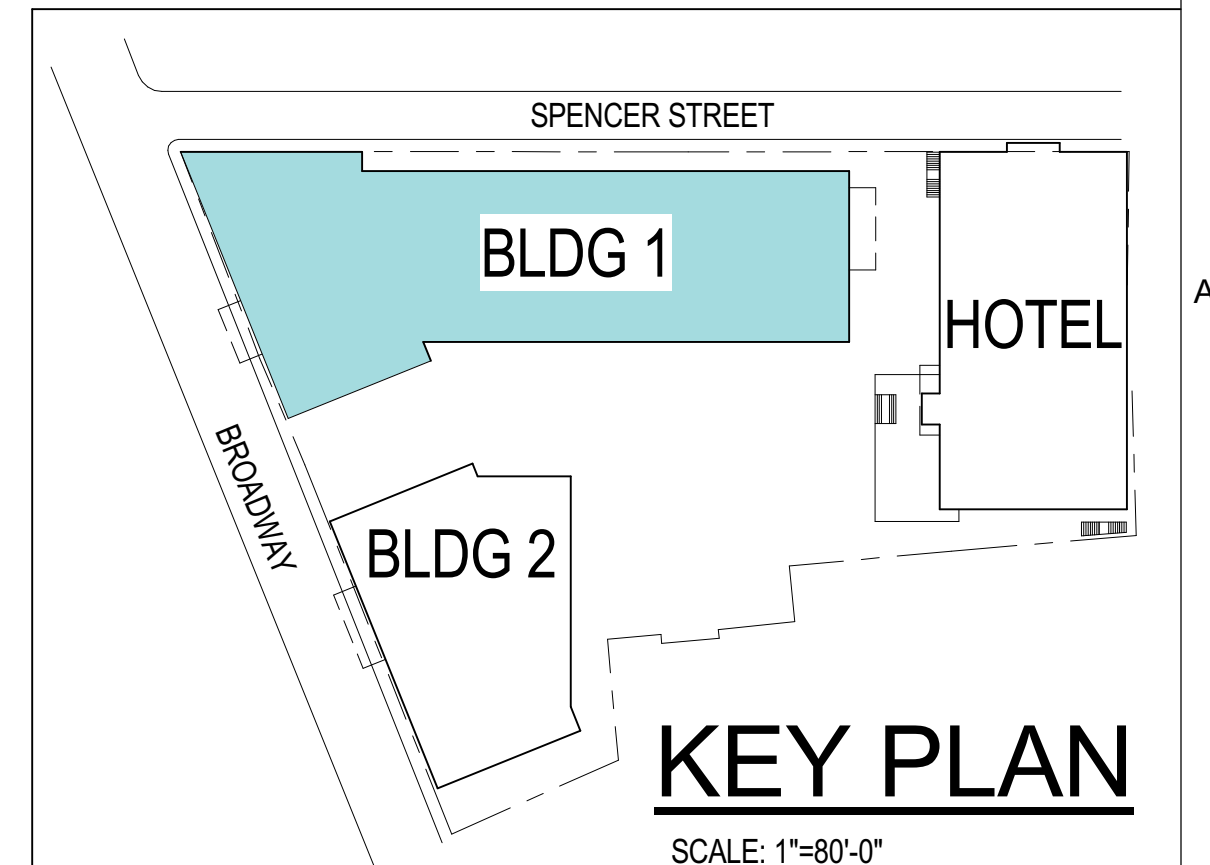 SPENCER STREET
BLDG 1
A
HOTEL
BROADWAY
BLDG 2
KEY PLAN
SCALE: 1"=80'-0"